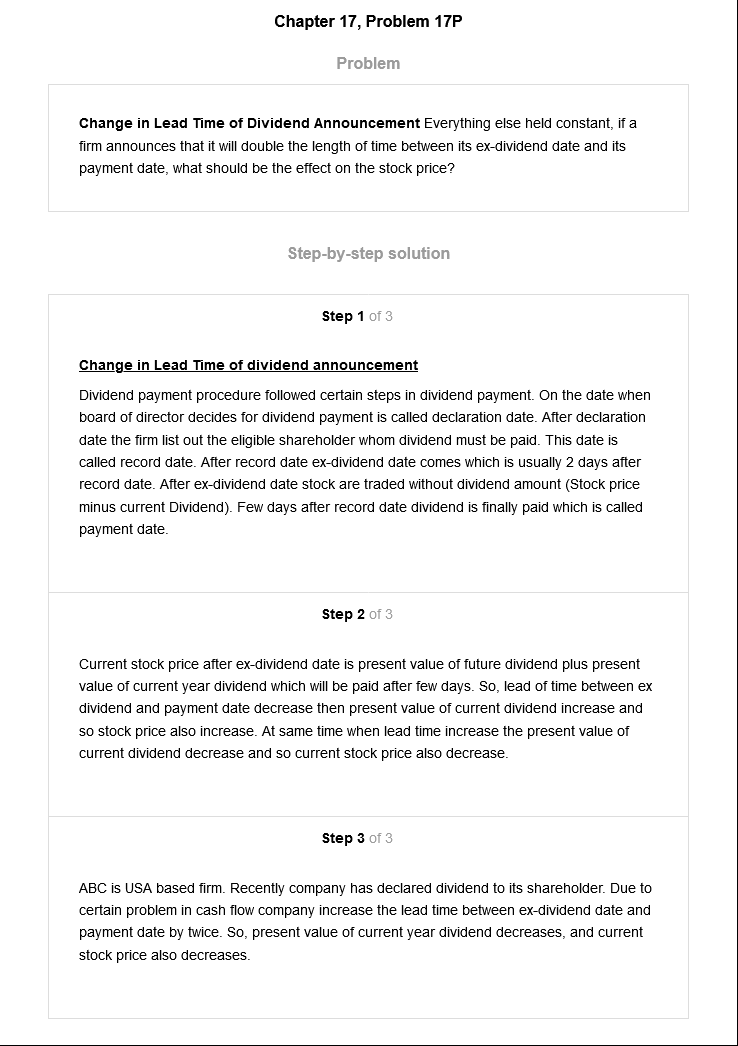 Chapter 17, Problem 17P
Problem
Change in Lead Time of Dividend Announcement Everything else held constant, if a
firm announces that it will double the length of time between its ex-dividend date and its
payment date, what should be the effect on the stock price?
Step-by-step solution
Step 1 of 3
Change in Lead Time of dividend announcement
Dividend payment procedure followed certain steps in dividend payment. On the date when
board of director decides for dividend payment is called declaration date. After declaration
date the firm list out the eligible shareholder whom dividend must be paid. This date is
called record date. After record date ex-dividend date comes which is usually 2 days after
record date. After ex-dividend date stock are traded without dividend amount (Stock price
minus current Dividend). Few days after record date dividend is finally paid which is called
payment date.
Step 2 of 3
Current stock price after ex-dividend date is present value of future dividend plus present
value of current year dividend which will be paid after few days. So, lead of time between ex
dividend and payment date decrease then present value of current dividend increase and
so stock price also increase. At same time when lead time increase the present value of
current dividend decrease and so current stock price also decrease.
Step 3 of 3
ABC is USA based firm. Recently company has declared dividend to its shareholder. Due to
certain problem in cash flow company increase the lead time between ex-dividend date and
payment date by twice. So, present value of current year dividend decreases, and current
stock price also decreases.